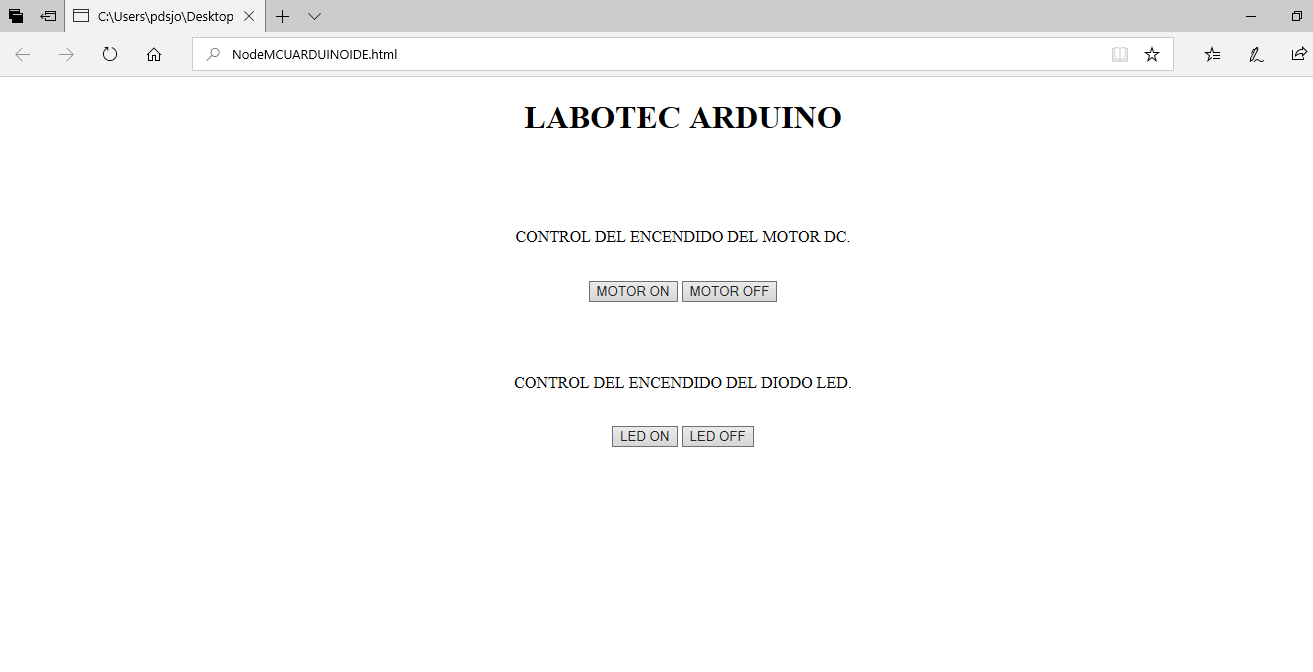 C:\Users\pdsjo\Desktop
NodeMCUARDUINOIDE.html
LABOTEC ARDUINO
CONTROL DEL ENCENDIDO DEL MOTOR DC.
MOTOR ON MOTOR OFF
CONTROL DEL ENCENDIDO DEL DIODO LED.
LED ON LED OFF